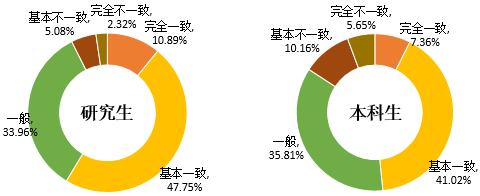 完全不一致,
2.32%
完全一致,
10.89%
基本不一致,
5.08%
一般,
33.96%
研究生
基本一致,
47.75%
完全不一致,
5.65%
完全一致,
7.36%
基本不一致,
10.16%
一般,
35.81%
本科生
基本一致,
41.02%